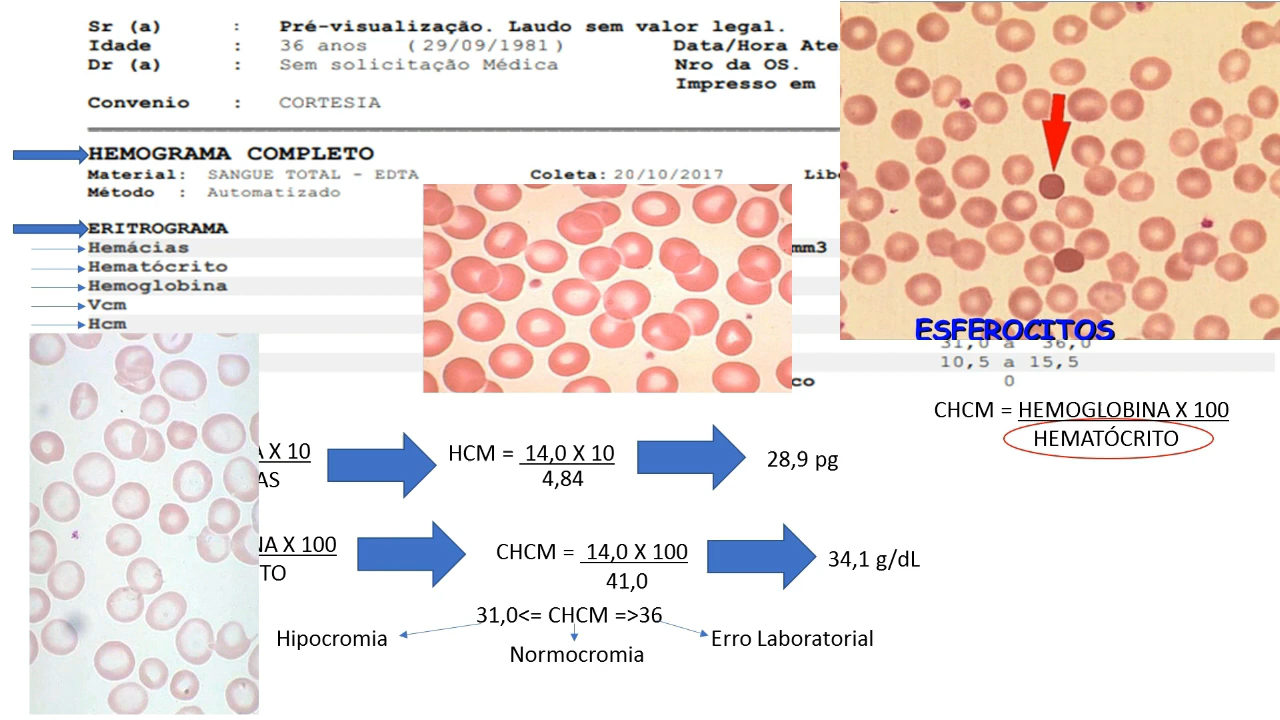 Sr (a) : Pré-visualização. Laudo sem valor legal.
Idade : 36 anos (29/09/1981) Data/Hora Ate
Dr (a) : Sem solicitação Médica Nro da OS.
Impresso em
Convenio : CORTESIA
HEMOGRAMA COMPLETO
Material: SANGUE TOTAL - EDTA Coleta: 20/10/2017 Libe
Método : Automatizado
ERITROGRAMA
Hemácias mm3
Hematócrito
Hemoglobina
Vcm
Hcm
ESFEROCITOS
31,0 a 36,0
10,5 a 15,5
co 0
CHCM = HEMOGLOBINA X 100
HEMATÓCRITO
A X 10
AS
HCM = 14,0 X 10
4,84
28,9 pg
NA X 100
TO
CHCM = 14,0 X 100
41,0
34,1 g/dL
31,0<= CHCM =>36
Hipocromia
Normocromia
Erro Laboratorial